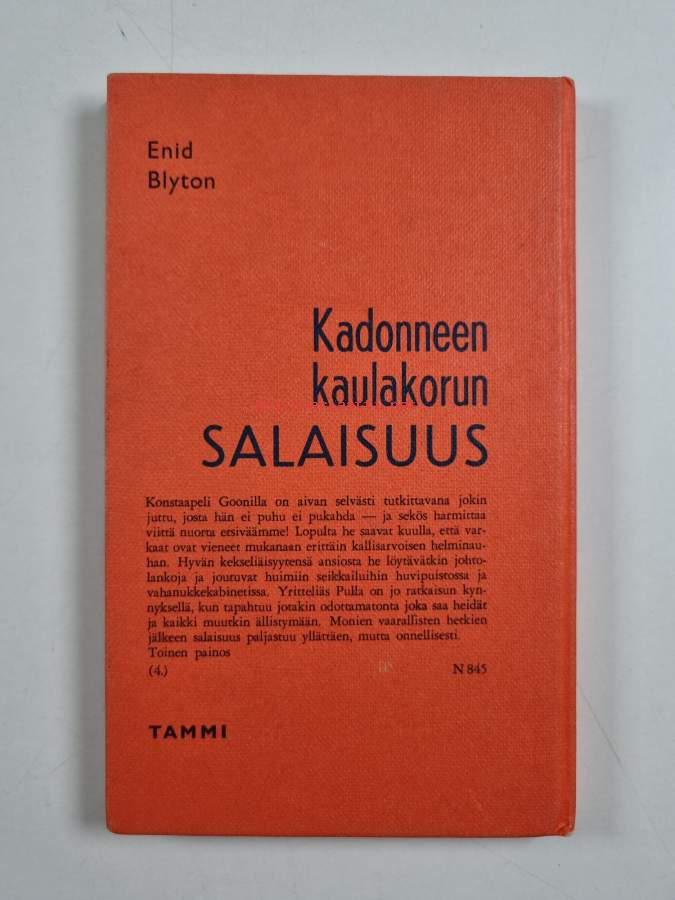 Enid
Blyton
Kadonneen
kaulakorun
SALAISUUS
Konstaapeli Goonilla on aivan selvästi tutkittavana jokin
juttu, josta hän ei puhu ei pukahda — ja sekös harmittaa
viittä nuorta etsiväämme! Lopulta he saavat kuulla, että var-
kaat ovat vieneet mukanaan erittäin kallisarvoisen helminau-
han. Hyvän kekseliäisyytensä ansiosta he löytävätkin johto-
lankoja ja joutuvat huimiin seikkailuihin huvipuistossa ja
vahanukkekabinetissa. Yritteliäs Pulla on jo ratkaisun kyn-
nyksellä, kun tapahtuu jotakin odottamatonta joka saa heidät
ja kaikki muutkin ällistymään. Monien vaarallisten hetkien
jälkeen salaisuus paljastuu yllättäen, mutta onnellisesti.
Toinen painos
(4.) N 845
TAMMI